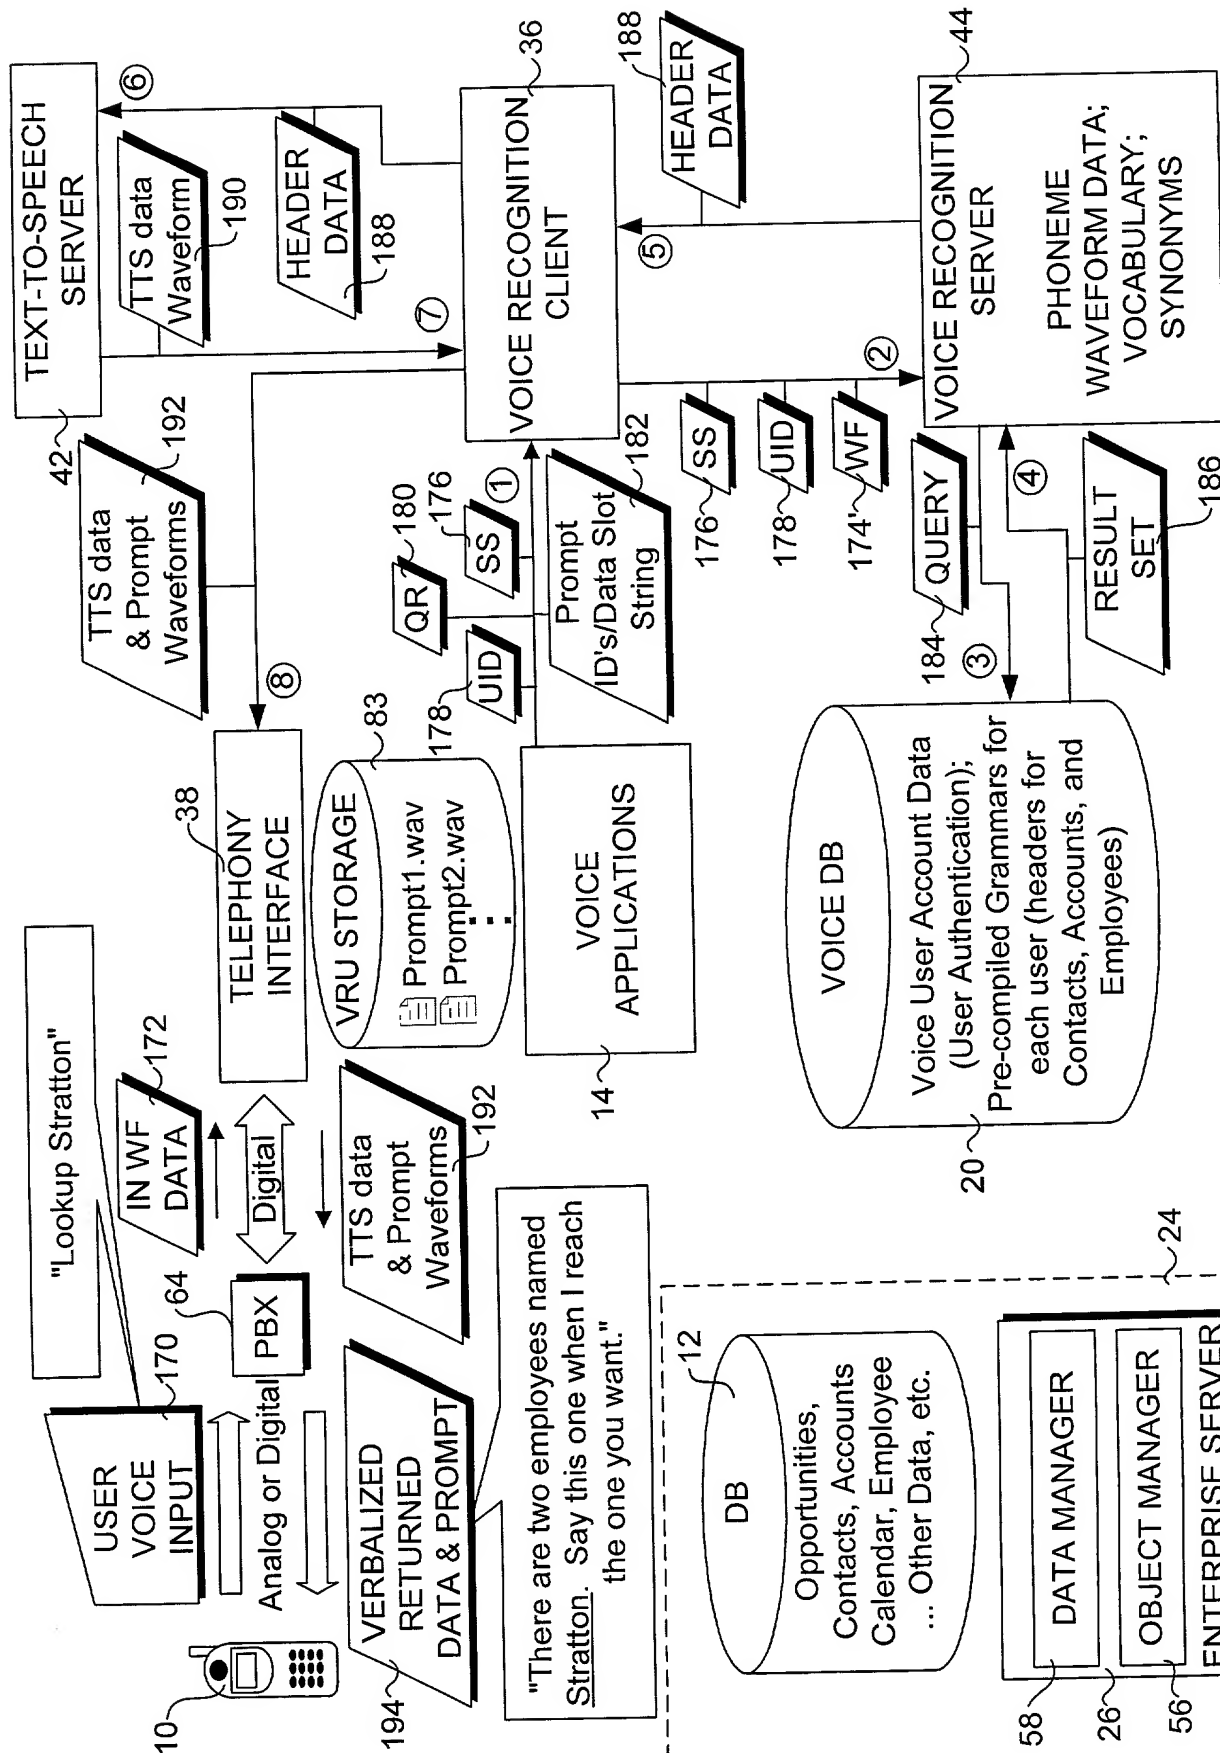 10
USER
VOICE
INPUT
170
"Lookup Stratton"
Analog or Digital
64
PBX
IN WF
DATA
172
Digital
TTS data
& Prompt
Waveforms
192
VERBALIZED
RETURNED
DATA & PROMPT
194
"There are two employees named
Stratton. Say this one when I reach
the one you want."
TELEPHONY
INTERFACE
38
8
TTS data
& Prompt
Waveforms
192
TEXT-TO-SPEECH
SERVER
42
TTS data
Waveform
190
6
HEADER
DATA
188
7
VRU STORAGE
Prompt1.wav
Prompt2.wav
83
VOICE
APPLICATIONS
14
UID
178
QR
180
SS
176
1
Prompt
ID's/Data Slot
String
182
VOICE RECOGNITION
CLIENT
36
5
HEADER
DATA
188
2
SS
176
UID
178
WF
174'
VOICE RECOGNITION
SERVER
PHONEME
WAVEFORM DATA;
VOCABULARY;
SYNONYMS
44
QUERY
184
3
4
RESULT
SET
186
VOICE DB
Voice User Account Data
(User Authentication);
Pre-compiled Grammars for
each user (headers for
Contacts, Accounts, and
Employees)
20
DB
Opportunities,
Contacts, Accounts
Calendar, Employee
... Other Data, etc.
12
24
DATA MANAGER
58
OBJECT MANAGER
56
26
ENTERPRISE SERVER